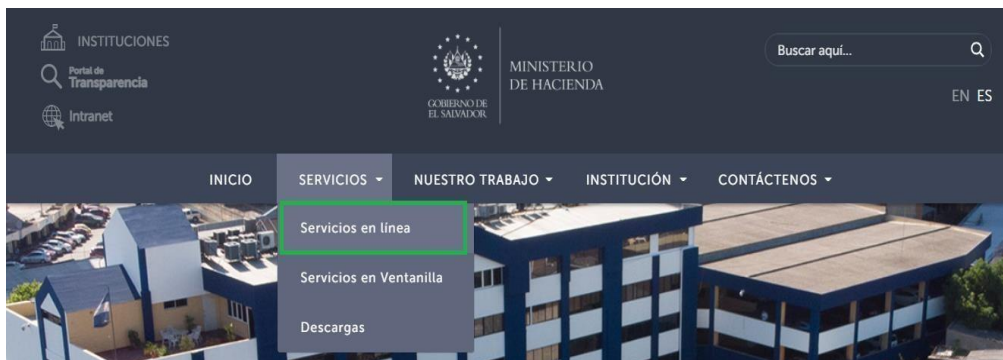 INSTITUCIONES
Portal de
Transparencia
Intranet
GOBIERNO DE
EL SALVADOR
MINISTERIO
DE HACIENDA
Buscar aquí...
EN ES
INICIO
SERVICIOS
NUESTRO TRABAJO
INSTITUCIÓN
CONTÁCTENOS
Servicios en línea
Servicios en Ventanilla
Descargas